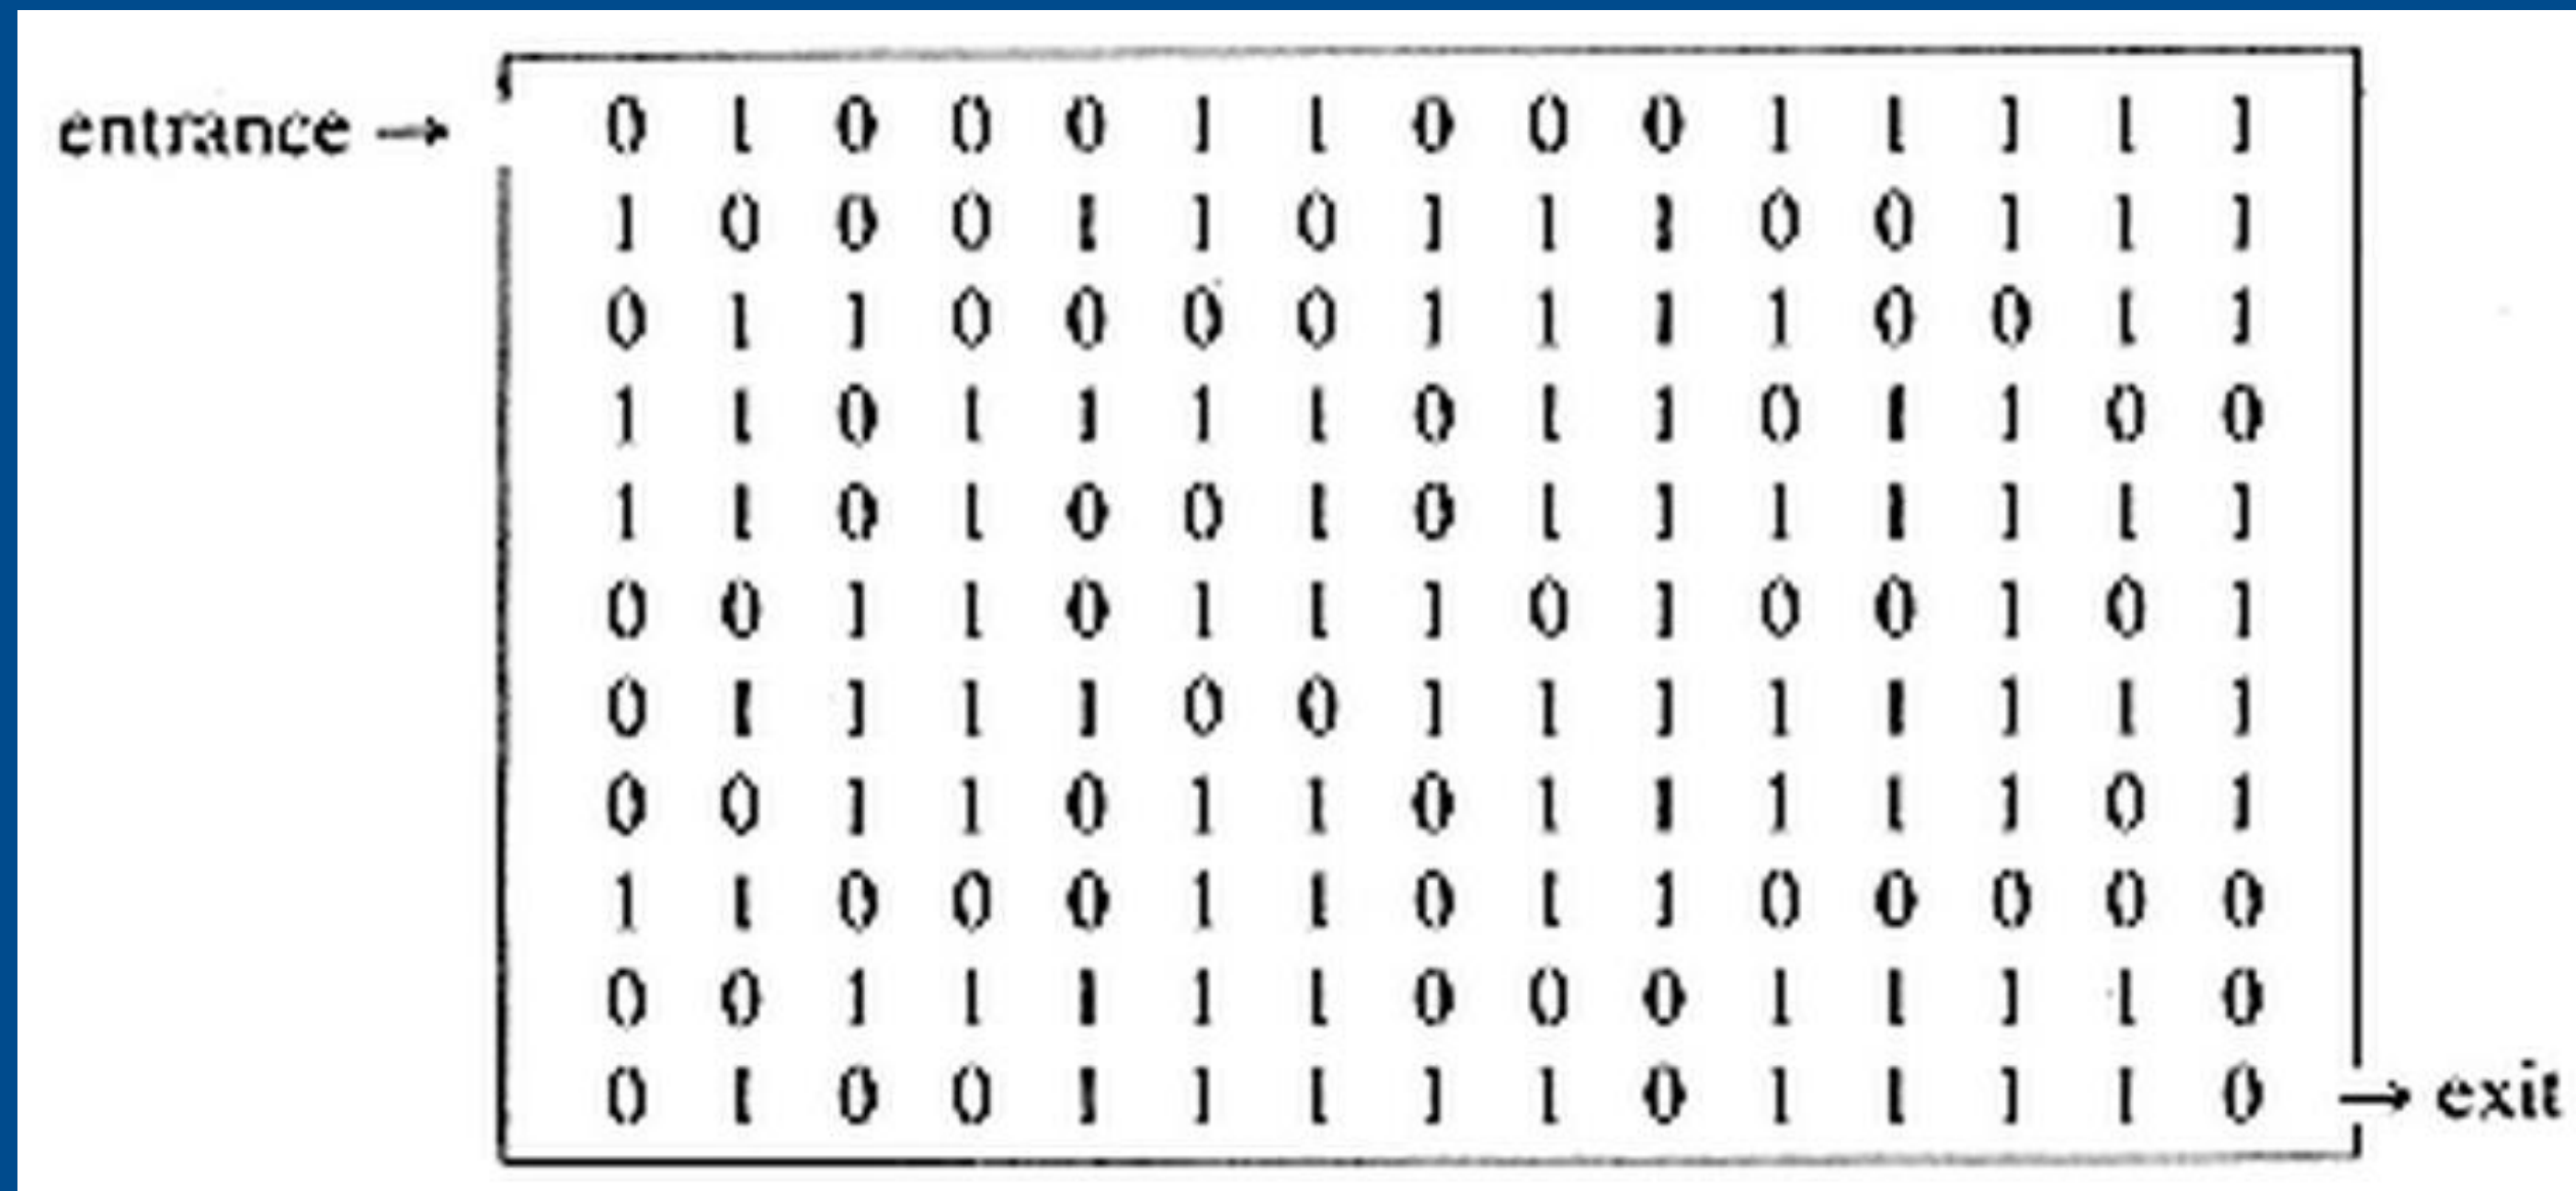 entrance → 0 1 0 0 0 1 1 0 0 0 1 1 1 1 1
1 0 0 0 1 1 0 1 1 1 0 0 1 1 1
0 1 1 0 0 0 0 1 1 1 1 0 0 1 1
1 1 0 1 1 1 1 0 1 1 0 1 1 0 0
1 1 0 1 0 0 1 0 1 1 1 1 1 1 1
0 0 1 1 0 1 1 1 0 1 0 0 1 0 1
0 1 1 1 1 0 0 1 1 1 1 1 1 1 1
0 0 1 1 0 1 1 0 1 1 1 1 1 0 1
1 1 0 0 0 1 1 0 1 1 0 0 0 0 0
0 0 1 1 1 1 1 0 0 0 1 1 1 1 0
0 1 0 0 1 1 1 1 1 0 1 1 1 1 0 → exit